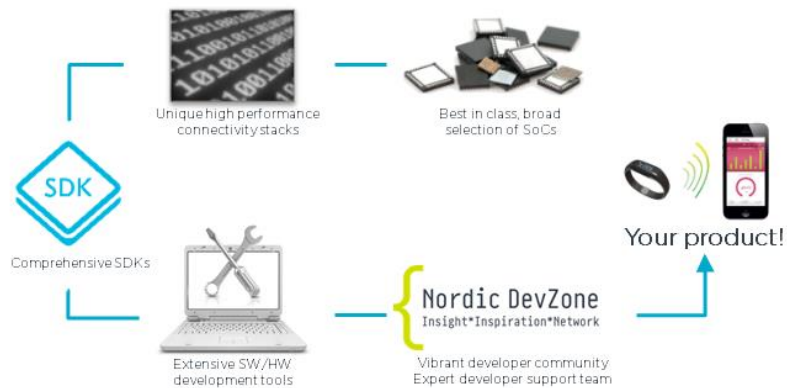 Unique high performance
connectivity stacks
Best in class, broad
selection of SoCs
SDK
Comprehensive SDKs
Your product!
Extensive SW/HW
development tools
{ Nordic DevZone
Insight*Inspiration*Network
Vibrant developer community
Expert developer support team